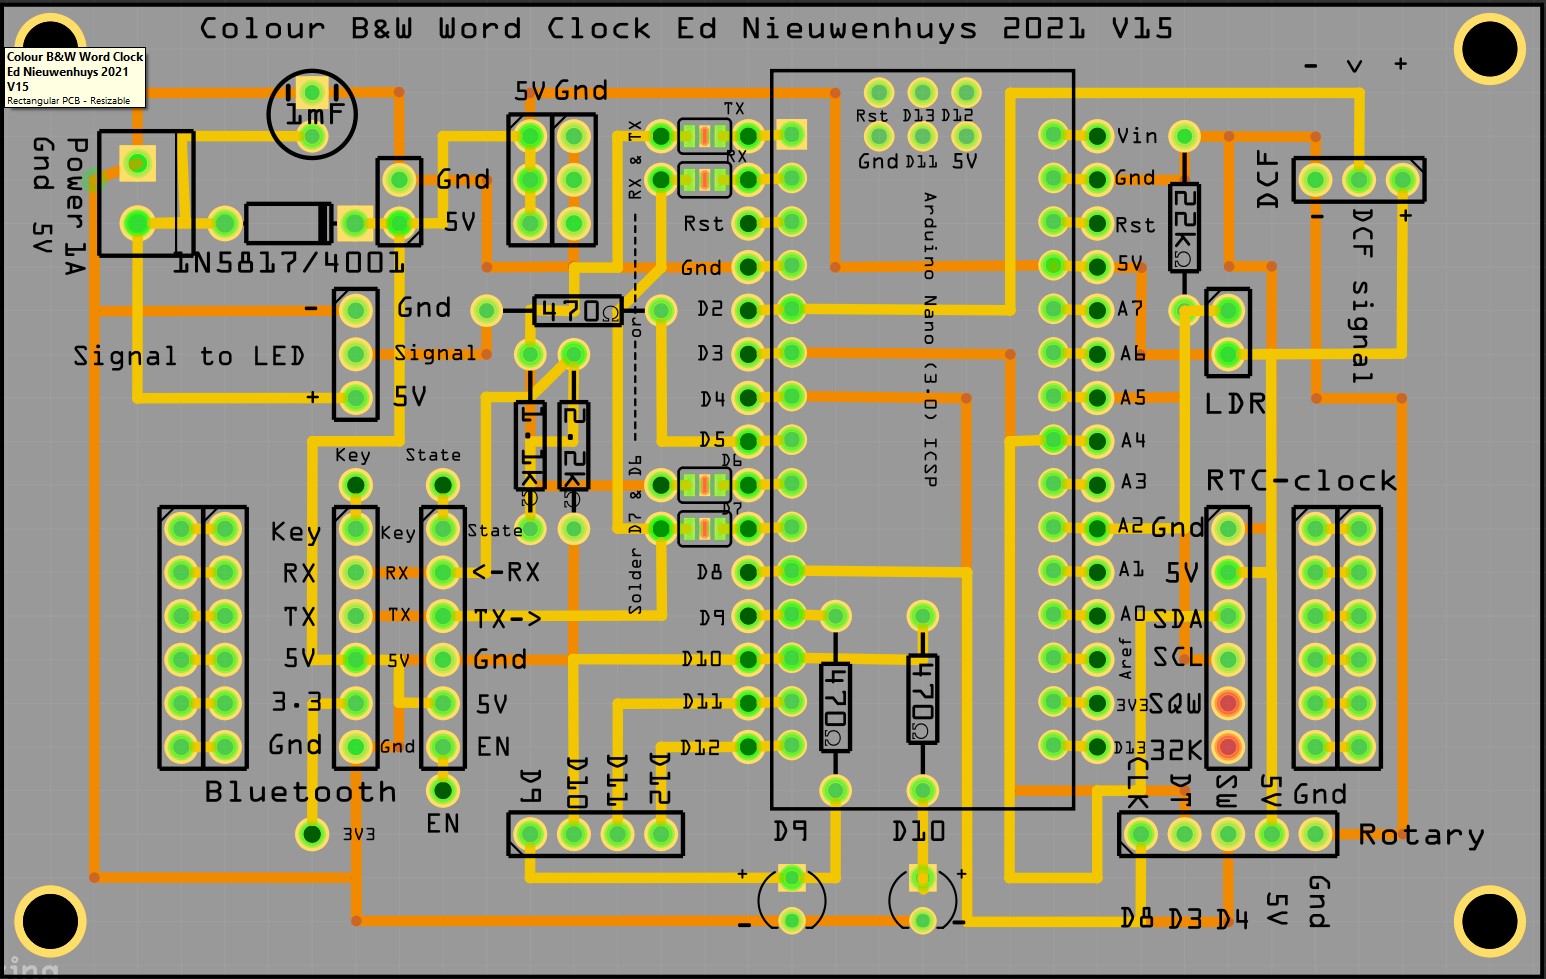 Colour B&W Word Clock Ed Nieuwenhuys 2021 V15
Colour B&W Word Clock
Ed Nieuwenhuys 2021
V15
Rectangular PCB - Resizable
- < +
1mF
5V Gnd
TX
Rst D13 D12
Gnd D11 5V
Vin
Power 1A
Gnd 5V
RX & TX
RX
Gnd
Gnd
DCF
5V
Rst
Rst
22kΩ
- +
DCF signal
1N5817/4001
Gnd
5V
Arduino Nano (3.0) ICSP
- Gnd
470Ω
or
D2
A7
Signal to LED
Signal
D3
A6
+ 5V
1.1kΩ
2.2kΩ
D4
A5
LDR
D5
A4
Key State
D7 & D6
D6
A3
RTC-clock
D7
Key Key State
A2 Gnd
RX RX <-RX
Solder
D8
A1 5V
TX TX TX->
D9
A0 SDA
5V 5V Gnd
D10
Aref
SCL
3.3 5V
D11
470Ω
470Ω
3V3 SQW
Gnd Gnd EN
D12
D13 32K
Bluetooth
D9 D10 D11 D12
CLK DT SW 5V Gnd
EN
3V3
D9 D10
Rotary
+ +
- -
D8 D3 D4 5V Gnd
ing